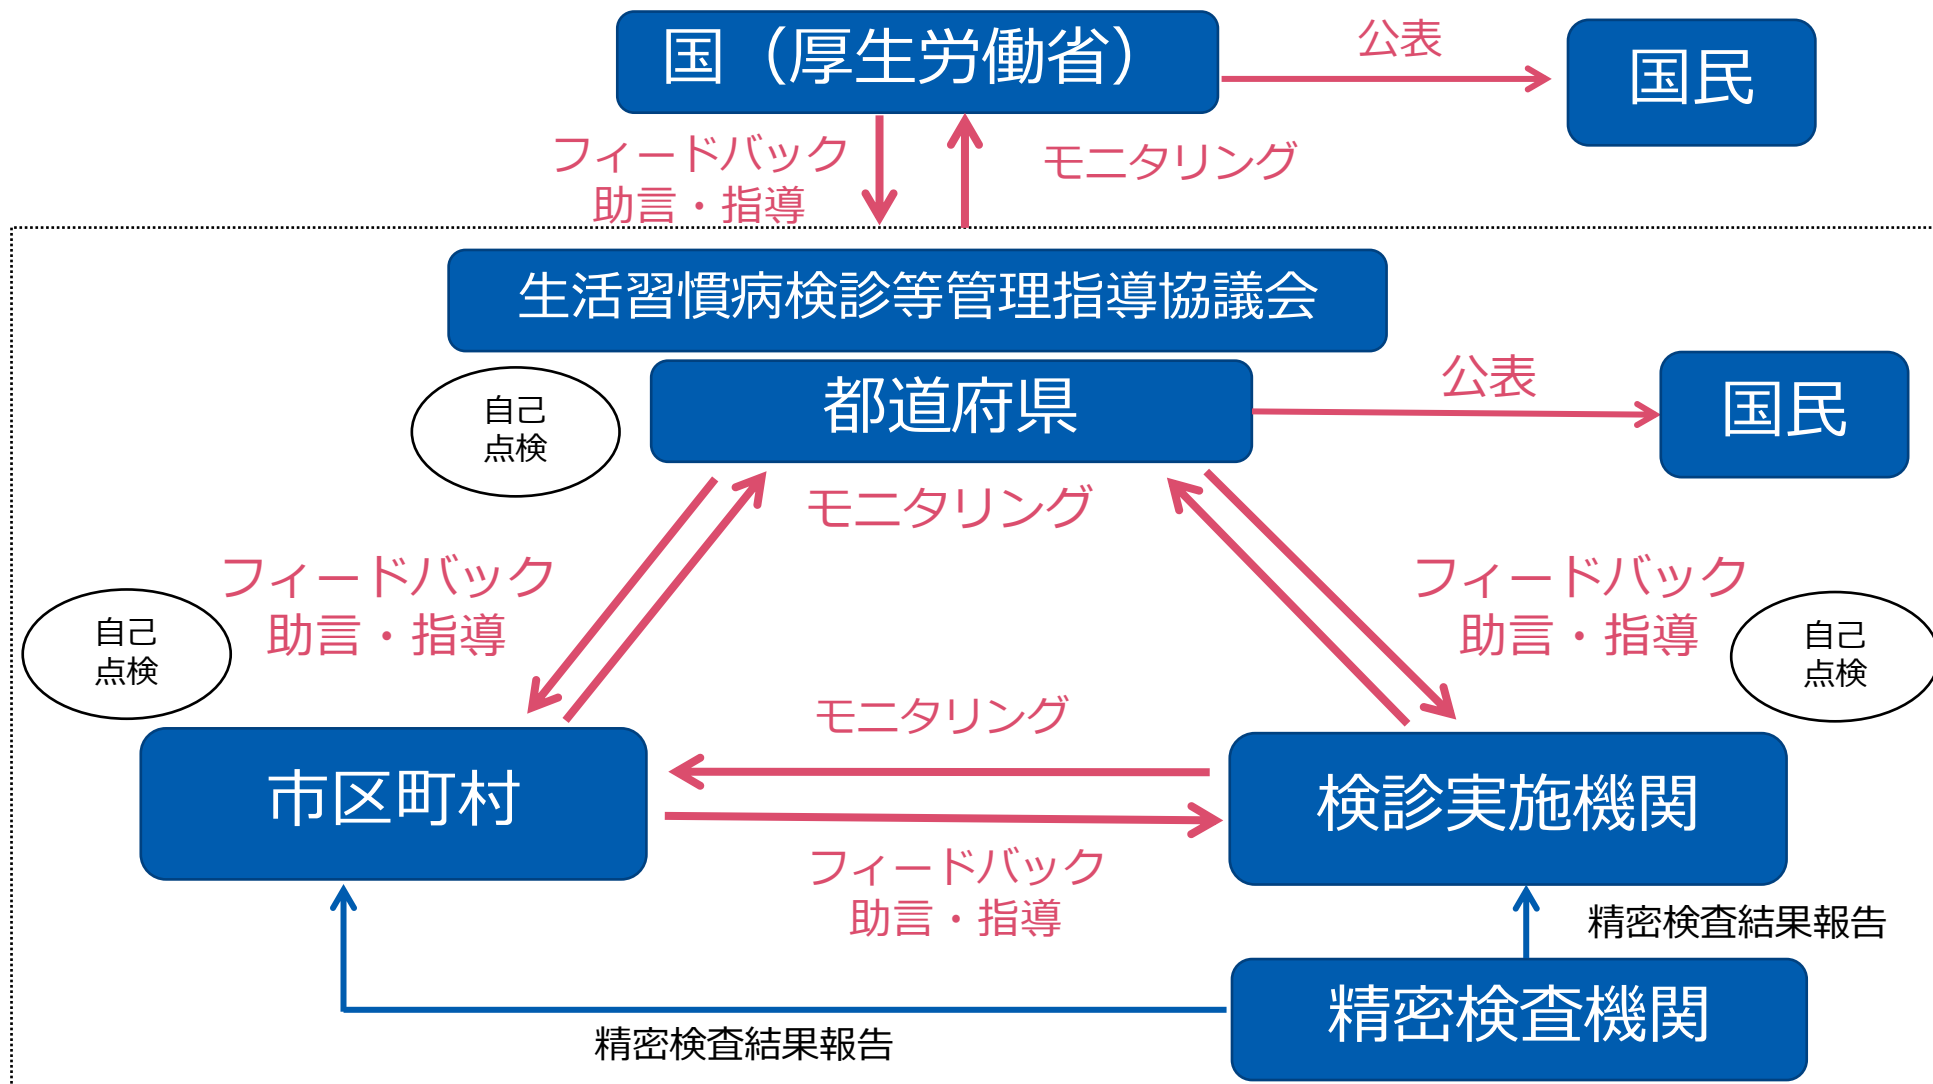 国（厚生労働省）
公表
国民
フィードバック
助言・指導
モニタリング
生活習慣病検診等管理指導協議会
都道府県
公表
国民
自己
点検
モニタリング
フィードバック
助言・指導
フィードバック
助言・指導
自己
点検
自己
点検
モニタリング
市区町村
検診実施機関
フィードバック
助言・指導
精密検査結果報告
精密検査機関
精密検査結果報告